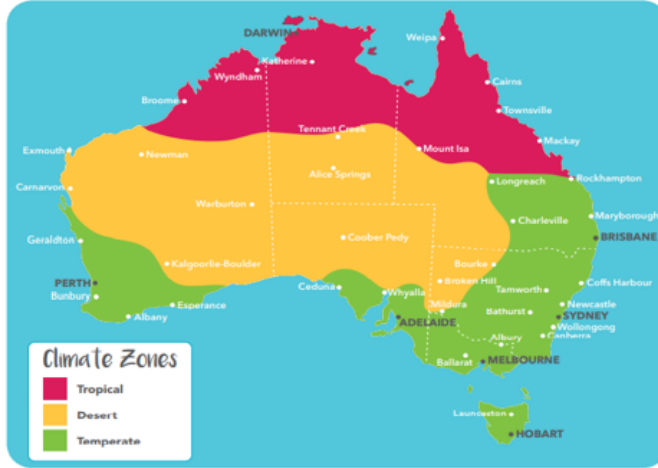 DARWIN
Weipa
Katherine
Wyndham
Cairns
Broome
Townsville
Tennant Creek
Mackay
Exmouth
Newman
Mount Isa
Alice Springs
Rockhampton
Longreach
Carnarvon
Warburton
Charleville
Maryborough
Geraldton
Coober Pedy
BRISBANE
Kalgoorlie-Boulder
Bourke
PERTH
Broken Hill
Coffs Harbour
Ceduna
Whyalla
Tamworth
Bunbury
Esperance
Mildura
Newcastle
Albany
ADELAIDE
Bathurst
SYDNEY
Wollongong
Albury
Canberra
Ballarat
MELBOURNE
Climate Zones
Tropical
Desert
Temperate
Launceston
HOBART